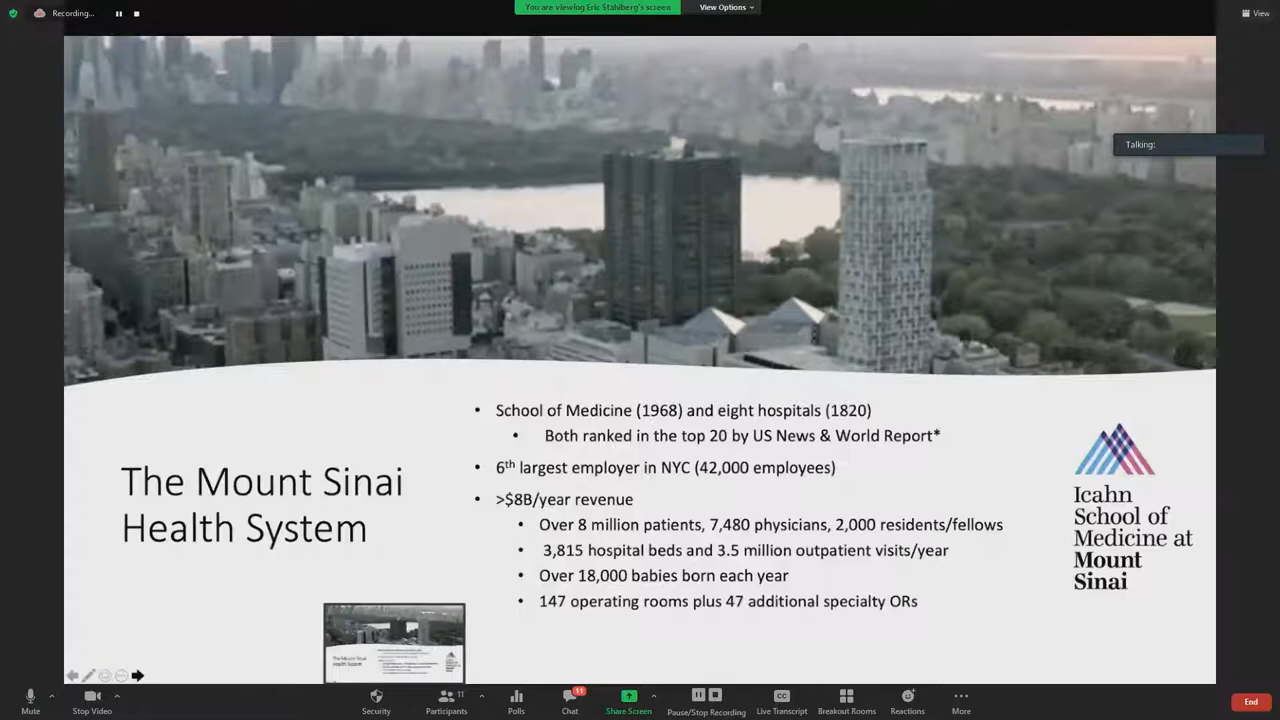 Recording...
You are viewing Eric Stahlberg's screen
View Options
View
Talking:
• School of Medicine (1968) and eight hospitals (1820)
• Both ranked in the top 20 by US News & World Report*
• 6th largest employer in NYC (42,000 employees)
• >$8B/year revenue
• Over 8 million patients, 7,480 physicians, 2,000 residents/fellows
• 3,815 hospital beds and 3.5 million outpatient visits/year
• Over 18,000 babies born each year
• 147 operating rooms plus 47 additional specialty ORs
The Mount Sinai
Health System
Icahn
School of
Medicine at
Mount
Sinai
The Mount Sinai
Health System
Mute
Stop Video
Security
Participants
11
Polls
Chat
11
Share Screen
Pause/Stop Recording
CC
Live Transcript
Breakout Rooms
Reactions
More
End